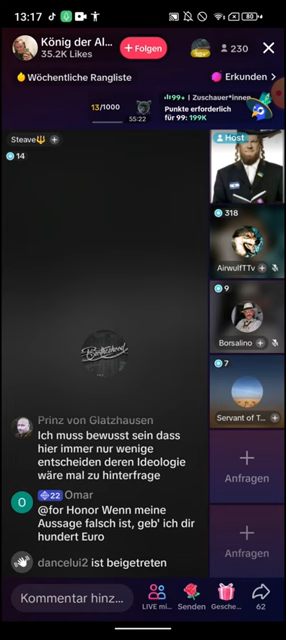 13:17
80
König der Al...
35.2K Likes
+ Folgen
230
Wöchentliche Rangliste
Erkunden >
13/1000
55:22
99+ | Zuschauer*innen
Punkte erforderlich
für 99: 199K
Steave
14
Host
318
AirwulfTTv
9
Borsalino
7
Servant of T...
Brotherhood
Prinz von Glatzhausen
Ich muss bewusst sein dass
hier immer nur wenige
entscheiden deren Ideologie
wäre mal zu hinterfrage
22 Omar
@for Honor Wenn meine
Aussage falsch ist, geb' ich dir
hundert Euro
dancelui2 ist beigetreten
Anfragen
Anfragen
Kommentar hinz...
LIVE mi...
Senden
Gesche...
62